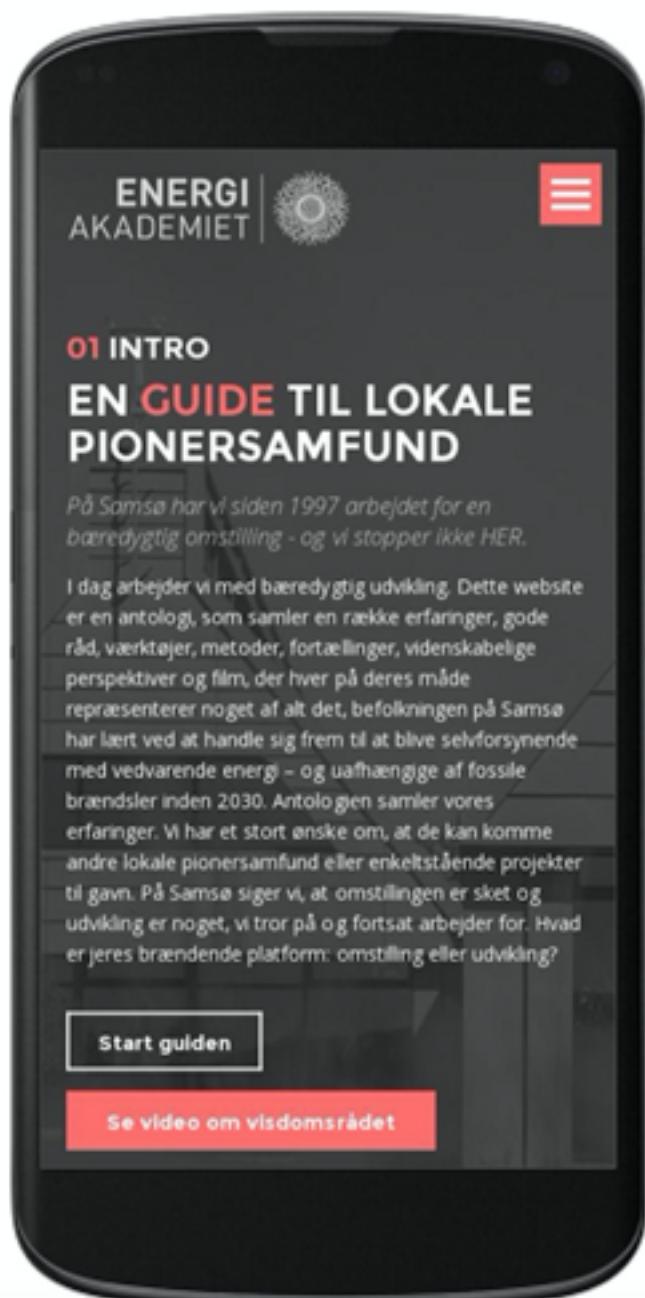 ENERGI
AKADEMIET
01 INTRO
EN GUIDE TIL LOKALE
PIONERSAMFUND
På Samsø har vi siden 1997 arbejdet for en
bæredygtig omstilling - og vi stopper ikke HER.
I dag arbejder vi med bæredygtig udvikling. Dette website
er en antologi, som samler en række erfaringer, gode
råd, værktøjer, metoder, fortællinger, videnskabelige
perspektiver og film, der hver på deres måde
repræsenterer noget af alt det, befolkningen på Samsø
har lært ved at handle sig frem til at blive selvforsynende
med vedvarende energi – og uafhængige af fossile
brændsler inden 2030. Antologien samler vores
erfaringer. Vi har et stort ønske om, at de kan komme
andre lokale pionersamfund eller enkeltstående projekter
til gavn. På Samsø siger vi, at omstillingen er sket og
udvikling er noget, vi tror på og fortsat arbejder for. Hvad
er jeres brændende platform: omstilling eller udvikling?
Start guiden
Se video om visdomsrådet